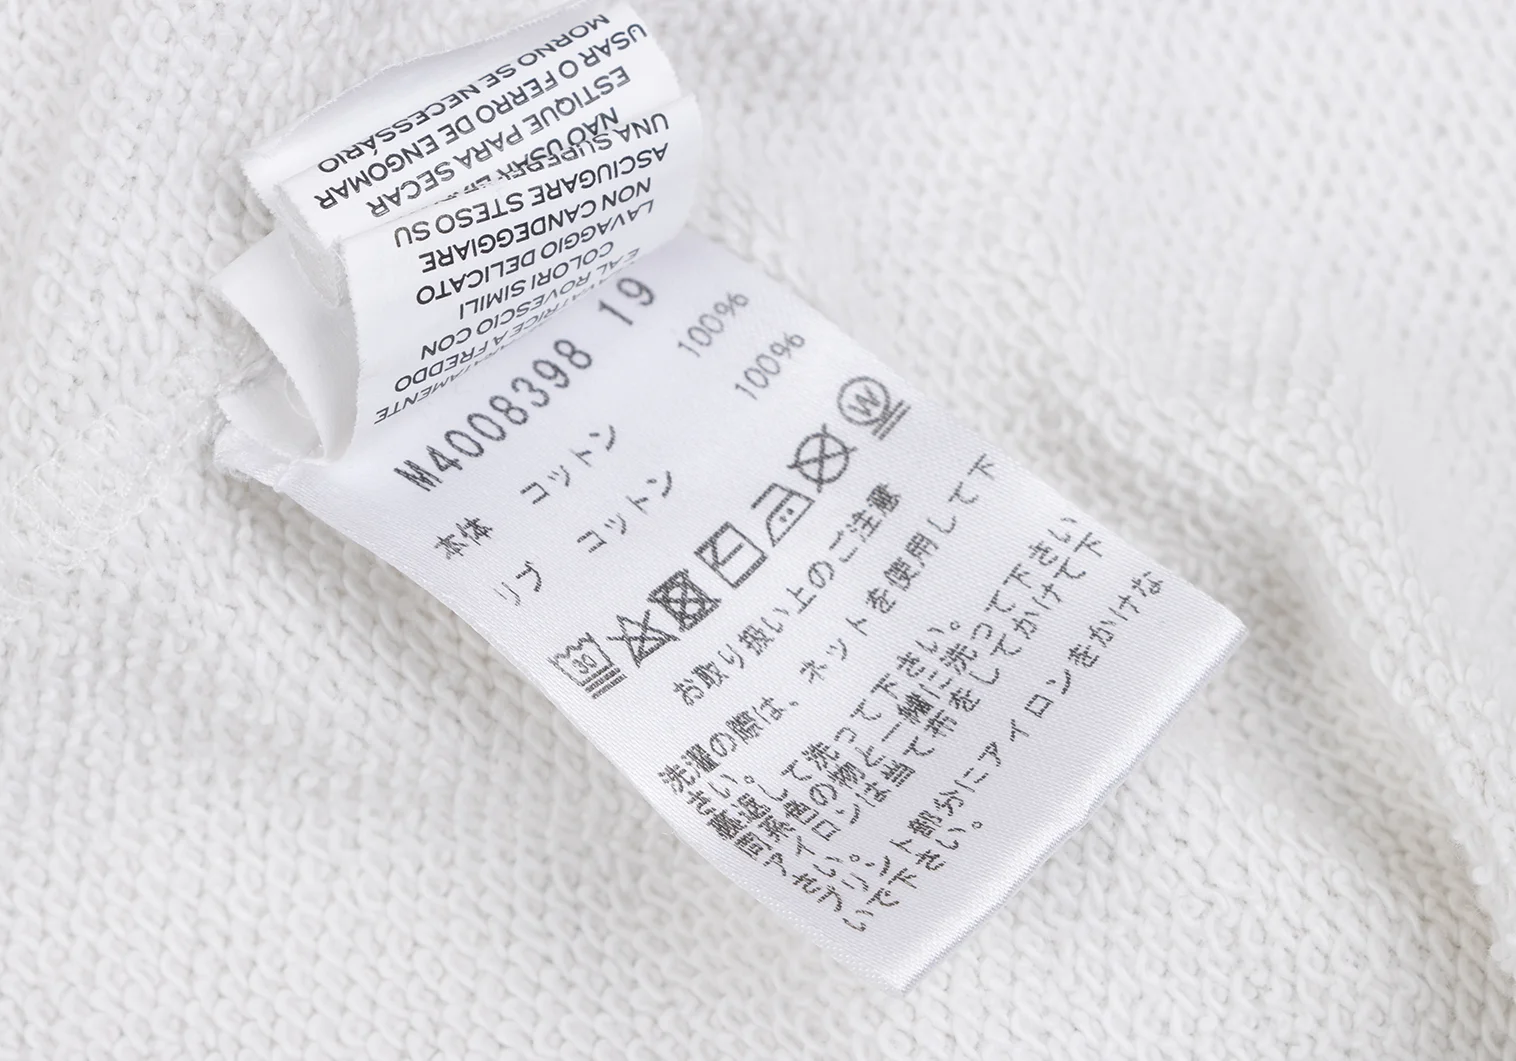 MORNO SE NECESSÁRIO
USAR O FERRO DE ENGOMAR
ESTIQUE PARA SECAR
NÃO USAR
UNA SUPERF
ASCIUGARE STESO SU
NON CANDEGGIARE
LAVAGGIO DELICATO
COLORI SIMILI
E AL ROVESCIO CON
LAVATRICE A FREDDO
M4008398 19
本体 コットン 100%
リブ コットン 100%
30 W
お取り扱い上のご注意
洗濯の際は、ネットを使用して下
さい。
裏返して洗って下さい。
同系色の物と一緒に洗って下さい
アイロンは当て布をしてかけて下
さい。
プリント部分にアイロンをかけな
いで下さい。